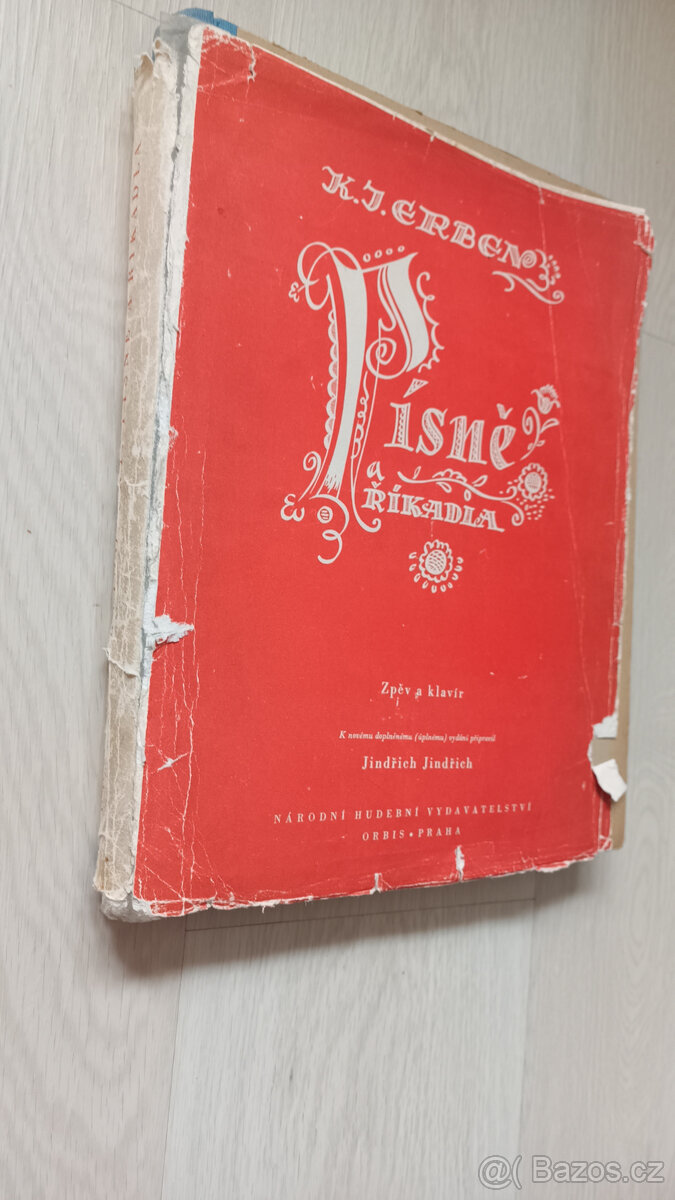 K. J. ERBEN
Písně
a
ŘÍKADLA
Zpěv a klavír
K novému doplněnému (úplnému) vydání připravil
Jindřich Jindřich
NÁRODNÍ HUDEBNÍ VYDAVATELSTVÍ
ORBIS • PRAHA
A ŘÍKADLA
@( Bazos.cz